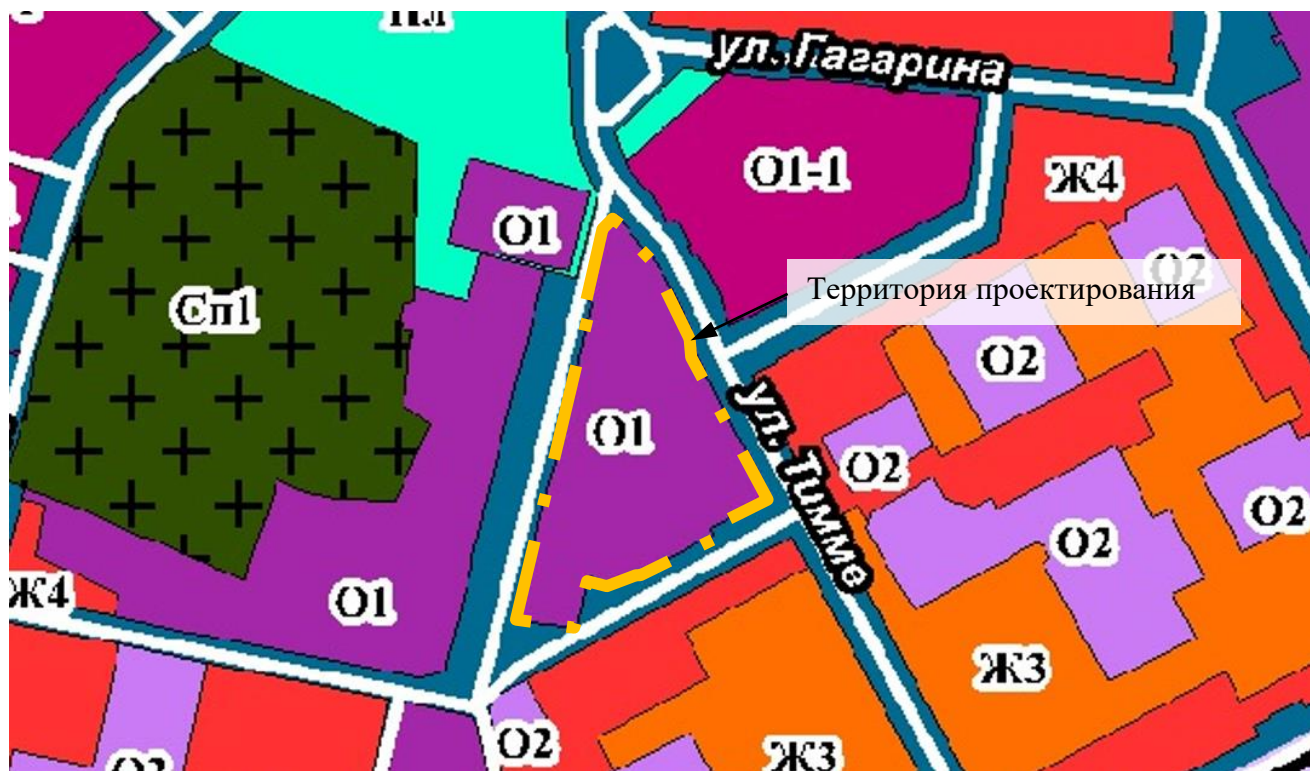 Пл
ул. Гагарина
О1-1
Ж4
О1
О2
Сп1
Территория проектирования
О2
О1
ул. Тимме
О2
О2
О2
Ж4
О1
Ж3
О2
Ж3
О2